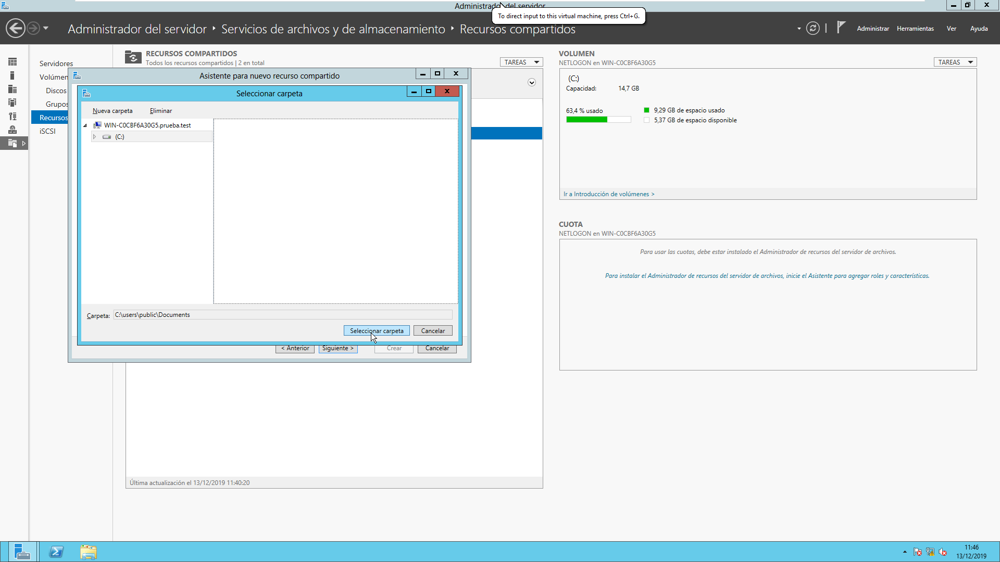 Administrador del servidor
To direct input to this virtual machine, press Ctrl+G.
Administrador del servidor
Servicios de archivos y de almacenamiento
Recursos compartidos
Administrar
Herramientas
Ver
Ayuda
Servidores
Volúmen
Discos
Grupos
Recursos
iSCSI
RECURSOS COMPARTIDOS
Todos los recursos compartidos | 2 en total
TAREAS
Asistente para nuevo recurso compartido
Seleccionar carpeta
Nueva carpeta
Eliminar
WIN-C0CBF6A30G5.prueba.test
(C:)
Carpeta:
C:\users\public\Documents
Seleccionar carpeta
Cancelar
< Anterior
Siguiente >
Crear
Cancelar
Última actualización el 13/12/2019 11:40:20
VOLUMEN
NETLOGON en WIN-C0CBF6A30G5
TAREAS
(C:)
Capacidad: 14,7 GB
63,4 % usado
9,29 GB de espacio usado
5,37 GB de espacio disponible
Ir a Introducción de volúmenes >
CUOTA
NETLOGON en WIN-C0CBF6A30G5
Para usar las cuotas, debe estar instalado el Administrador de recursos del servidor de archivos.
Para instalar el Administrador de recursos del servidor de archivos, inicie el Asistente para agregar roles y características.
11:46
13/12/2019